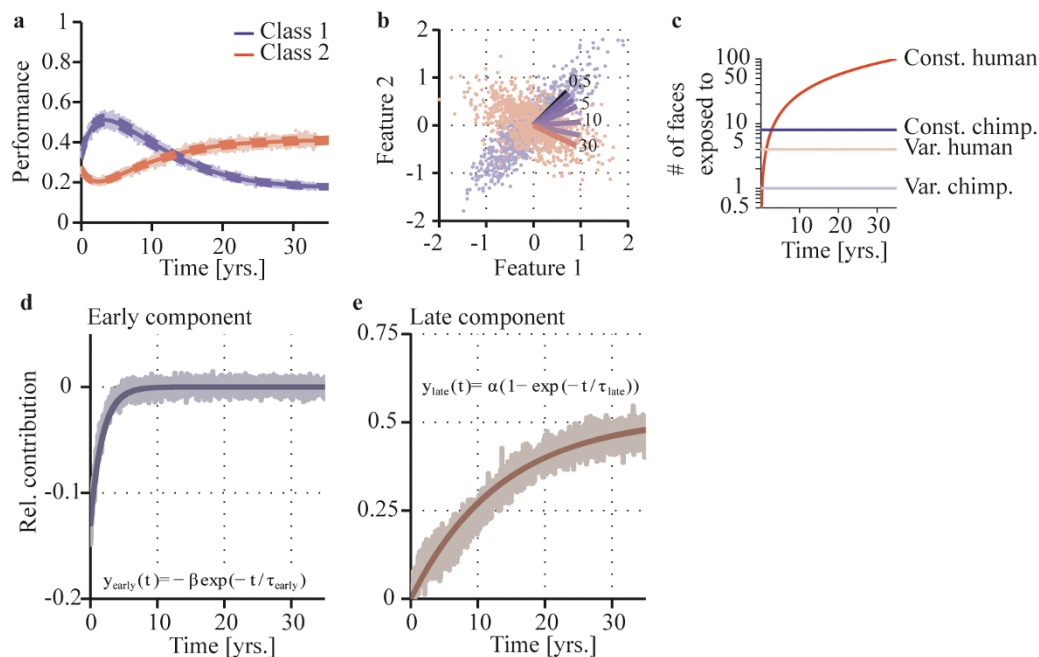 a
1
0.8
0.6
0.4
0.2
0
Performance
Class 1
Class 2
0
10
20
30
Time [yrs.]
b
2
1
0
-1
-2
Feature 2
0.5
5
10
30
-2
-1
0
1
2
Feature 1
c
100
50
10
5
1
0.5
# of faces
exposed to
Const. human
Const. chimp.
Var. human
Var. chimp.
10
20
30
Time [yrs.]
d
Early component
0
-0.1
-0.2
Rel. contribution
y_early(t)=−βexp(−t/τ_early)
0
10
20
30
Time [yrs.]
e
Late component
0.75
0.5
0.25
0
y_late(t)=α(1−exp(−t/τ_late))
0
10
20
30
Time [yrs.]